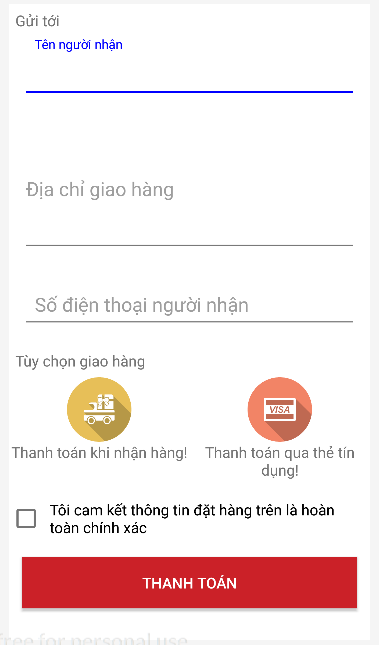 Gửi tới
Tên người nhận
Địa chỉ giao hàng
Số điện thoại người nhận
Tùy chọn giao hàng
VISA
Thanh toán khi nhận hàng!
Thanh toán qua thẻ tín
dụng!
Tôi cam kết thông tin đặt hàng trên là hoàn
toàn chính xác
THANH TOÁN
free for personal use